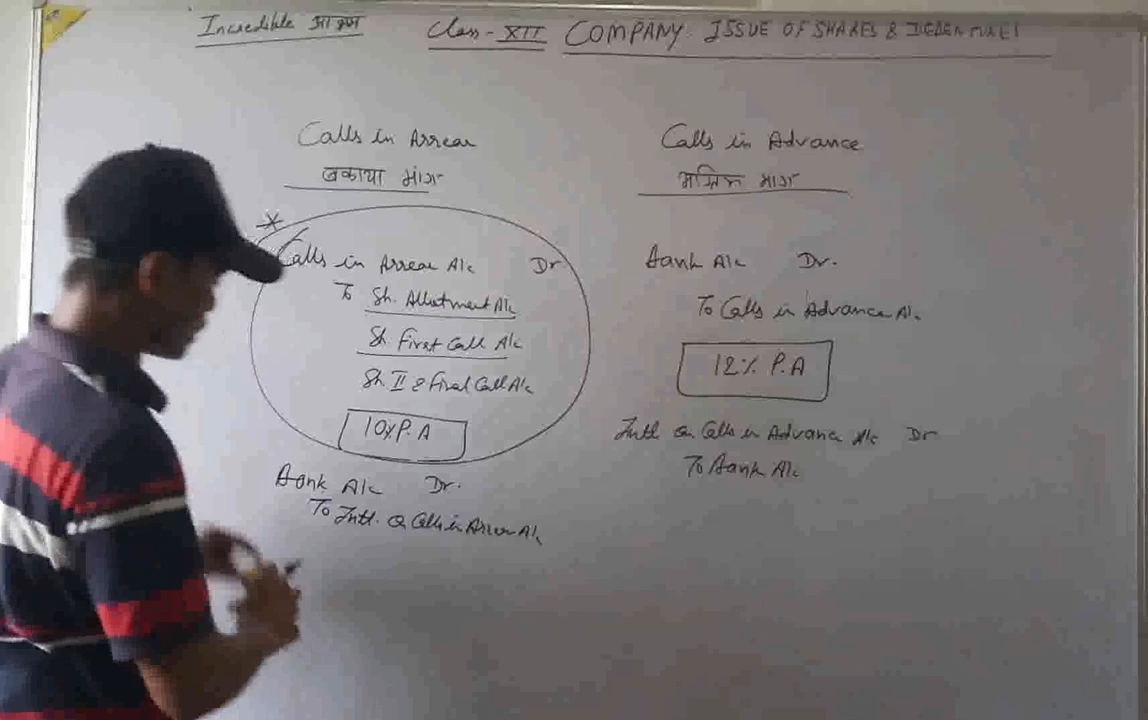 Incredible
Class-XII COMPANY: ISSUE OF SHARES & DEBENTURES
Calls in Arrear
बकाया मांग
*
Calls in Arrear A/c Dr
To Sh. Allotment A/c
Sh. First Call A/c
Sh II & Final Call A/c
10% P.A
Bank A/c Dr.
To Intt. on Calls in Arrear A/c
Calls in Advance
मांग
Bank A/c Dr.
To Calls in Advance A/c
12% P.A
Intt. on Calls in Advance A/c Dr
To Bank A/c